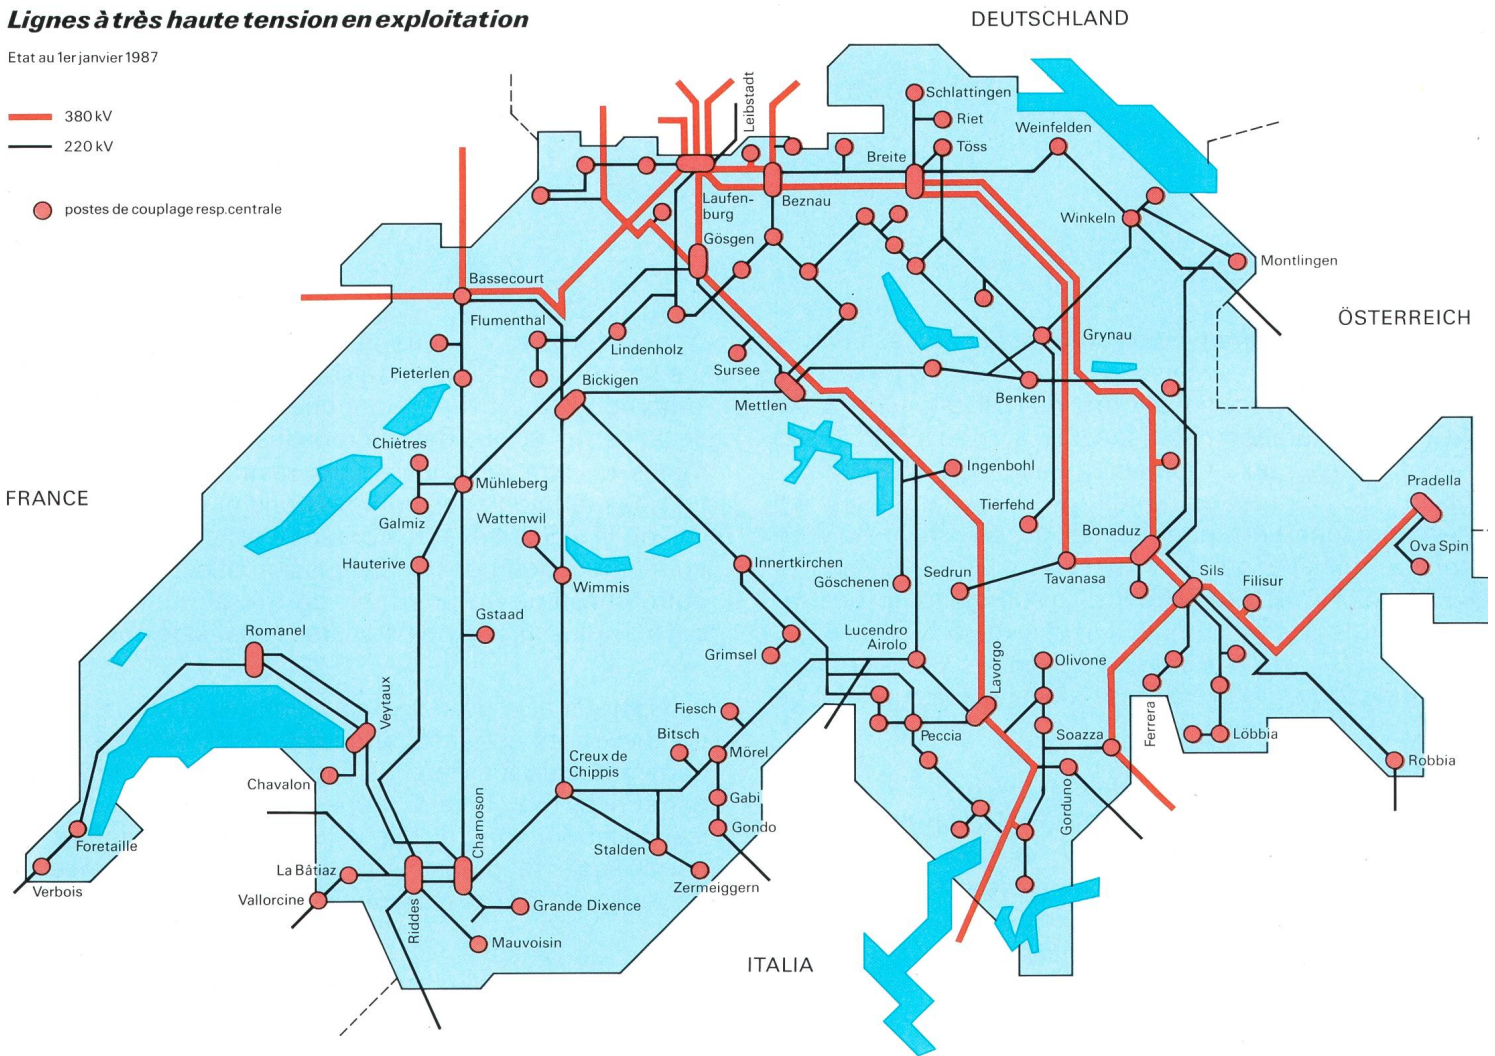 Lignes à très haute tension en exploitation
Etat au 1er janvier 1987
380 kV
220 kV
postes de couplage resp. centrale
DEUTSCHLAND
ÖSTERREICH
FRANCE
ITALIA
Leibstadt
Schlattingen
Riet
Töss
Weinfelden
Breite
Laufen-
burg
Beznau
Winkeln
Montlingen
Gösgen
Bassecourt
Flumenthal
Lindenholz
Sursee
Grynau
Pieterlen
Bickigen
Mettlen
Benken
Chiètres
Mühleberg
Galmiz
Wattenwil
Ingenbohl
Tierfehd
Bonaduz
Pradella
Ova Spin
Hauterive
Wimmis
Innertkirchen
Göschenen
Sedrun
Tavanasa
Sils
Filisur
Gstaad
Romanel
Grimsel
Lucendro
Airolo
Lavorgo
Olivone
Veytaux
Fiesch
Bitsch
Mörel
Peccia
Soazza
Ferrera
Löbbia
Robbia
Chavalon
Creux de
Chippis
Gabi
Gondo
Gorduno
Foretaille
Verbois
Chamoson
Stalden
Zermeiggern
La Bâtiaz
Vallorcine
Riddes
Grande Dixence
Mauvoisin